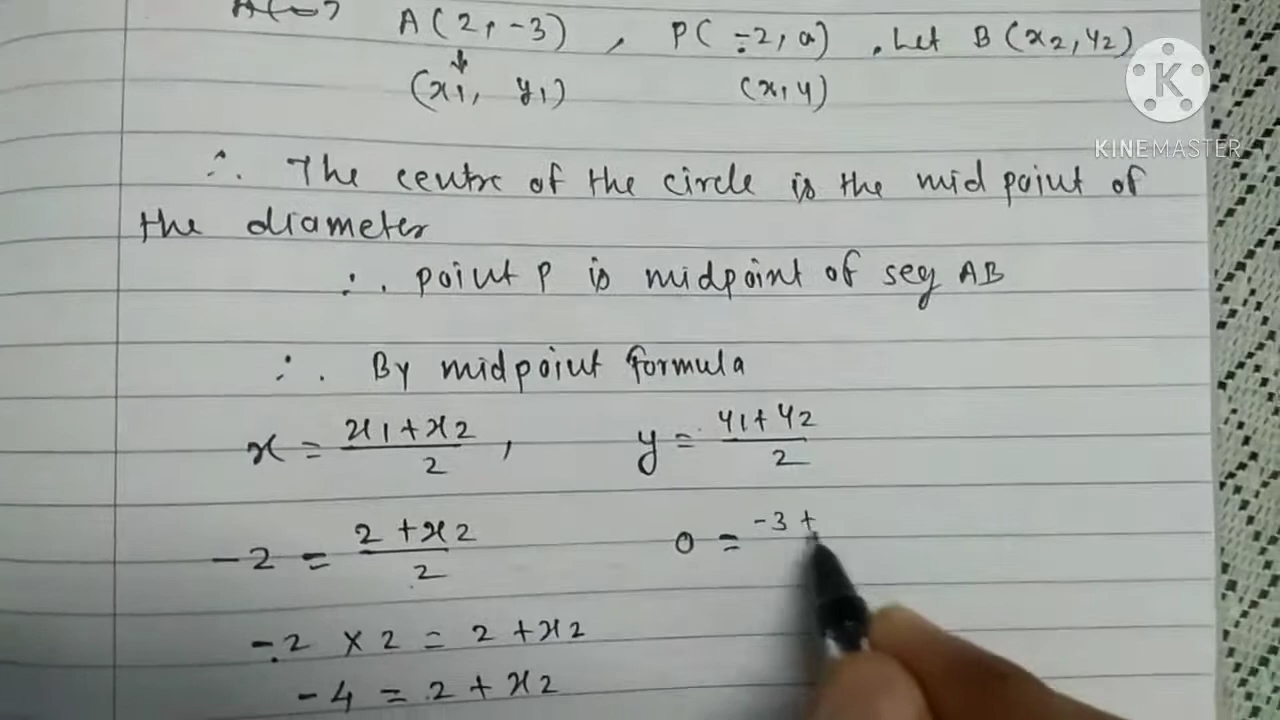 A(2, -3) , P(-2, 0) . Let B(x2, y2)
(x1, y1) (x, y)
K
KINEMASTER
∴ The centre of the circle is the mid point of
the diameter
∴ point P is midpoint of seg AB
∴ By midpoint formula
x = x1 + x2 / 2 , y = y1 + y2 / 2
-2 = 2 + x2 / 2 0 = -3 +
-2 × 2 = 2 + x2
-4 = 2 + x2